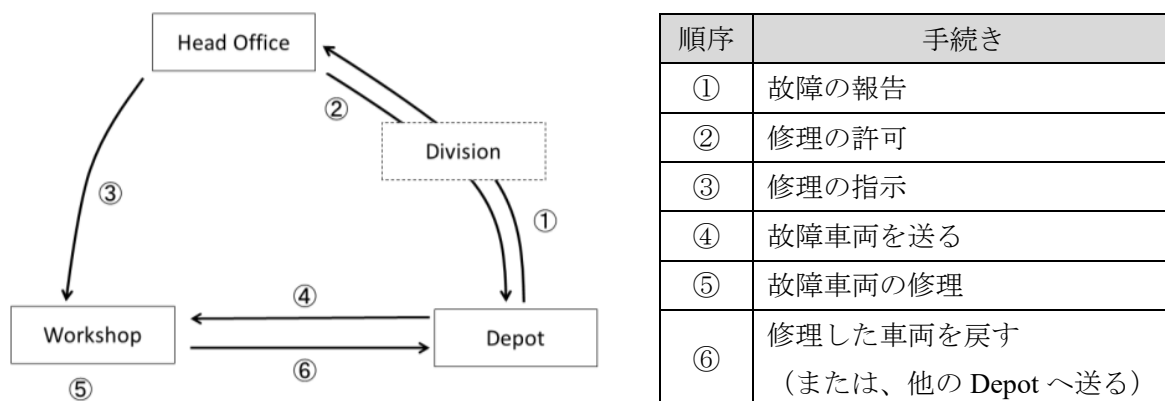 Head Office
②
Division
③
①
④
Workshop
Depot
⑥
⑤
順序 手続き
① 故障の報告
② 修理の許可
③ 修理の指示
④ 故障車両を送る
⑤ 故障車両の修理
⑥ 修理した車両を戻す
（または、他の Depot へ送る）